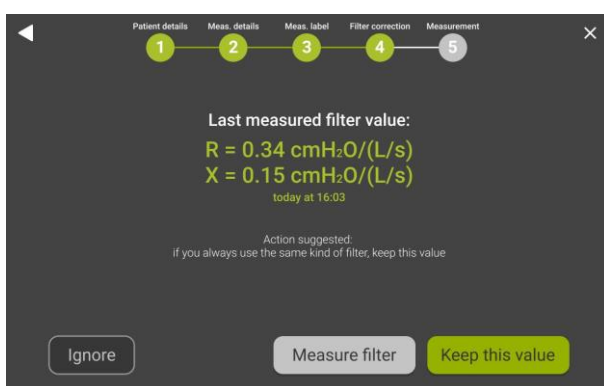 Patient details Meas. details Meas. label Filter correction Measurement
1 2 3 4 5
Last measured filter value:
R = 0.34 cmH₂O/(L/s)
X = 0.15 cmH₂O/(L/s)
today at 16:03
Action suggested:
if you always use the same kind of filter, keep this value
Ignore Measure filter Keep this value